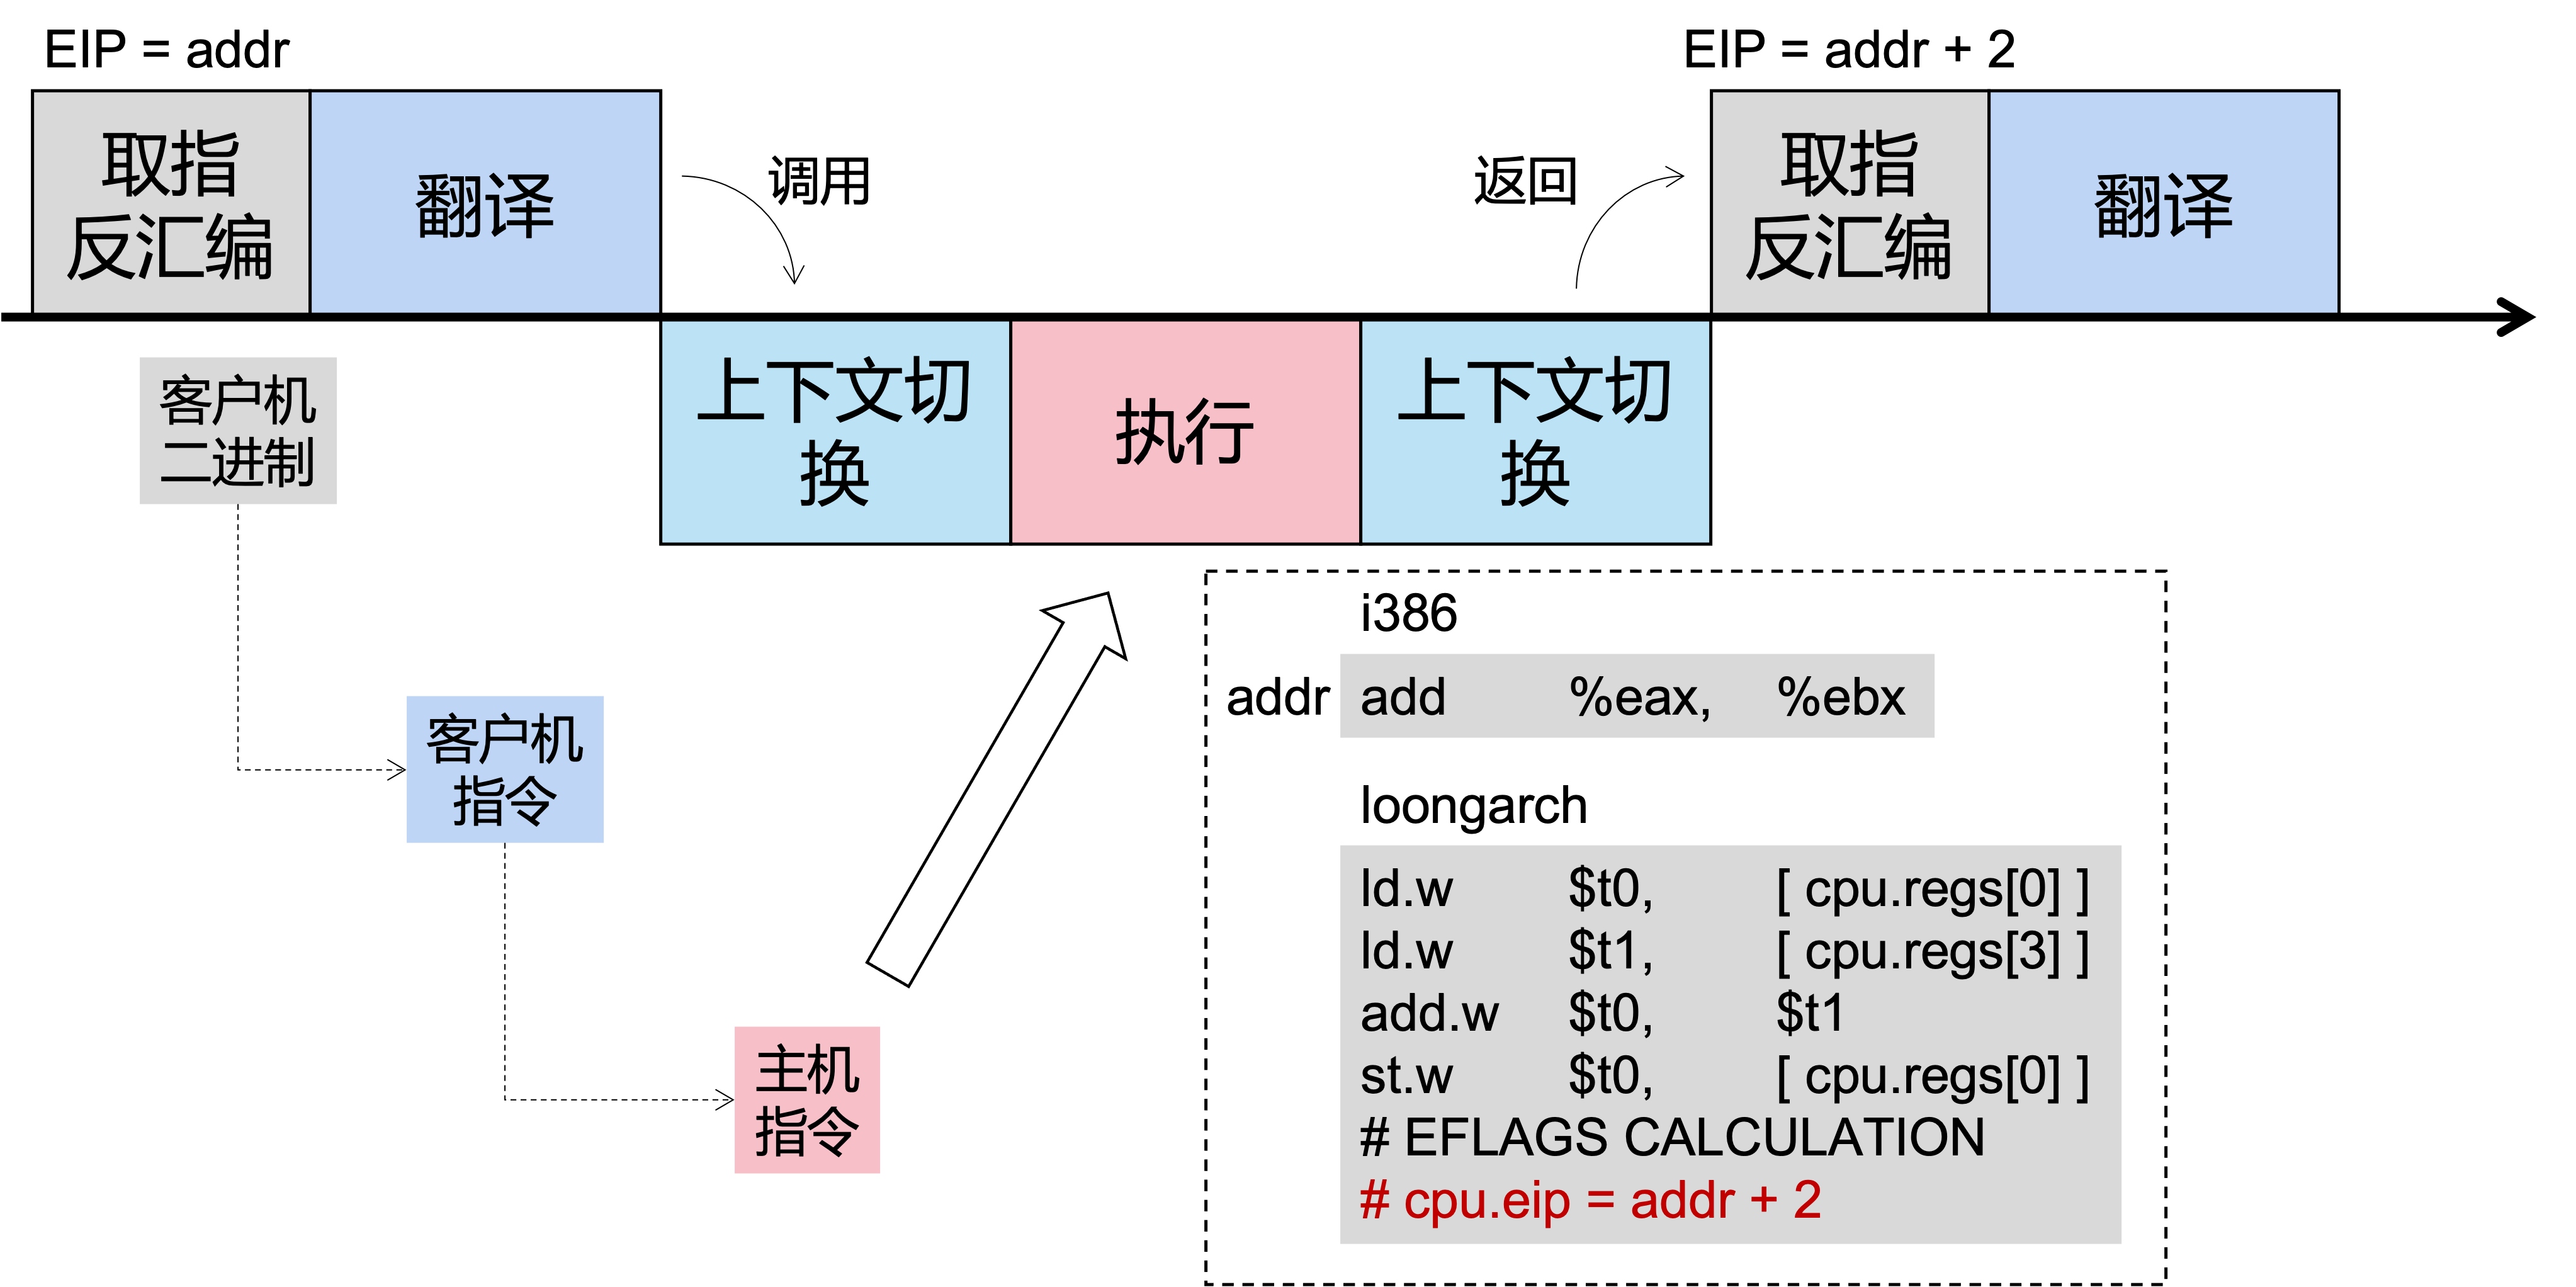 EIP = addr
EIP = addr + 2
取指
反汇编
翻译
调用
返回
取指
反汇编
翻译
上下文切
换
执行
上下文切
换
客户机
二进制
客户机
指令
主机
指令
i386
addr add %eax, %ebx
loongarch
ld.w $t0, [ cpu.regs[0] ]
ld.w $t1, [ cpu.regs[3] ]
add.w $t0, $t1
st.w $t0, [ cpu.regs[0] ]
# EFLAGS CALCULATION
# cpu.eip = addr + 2